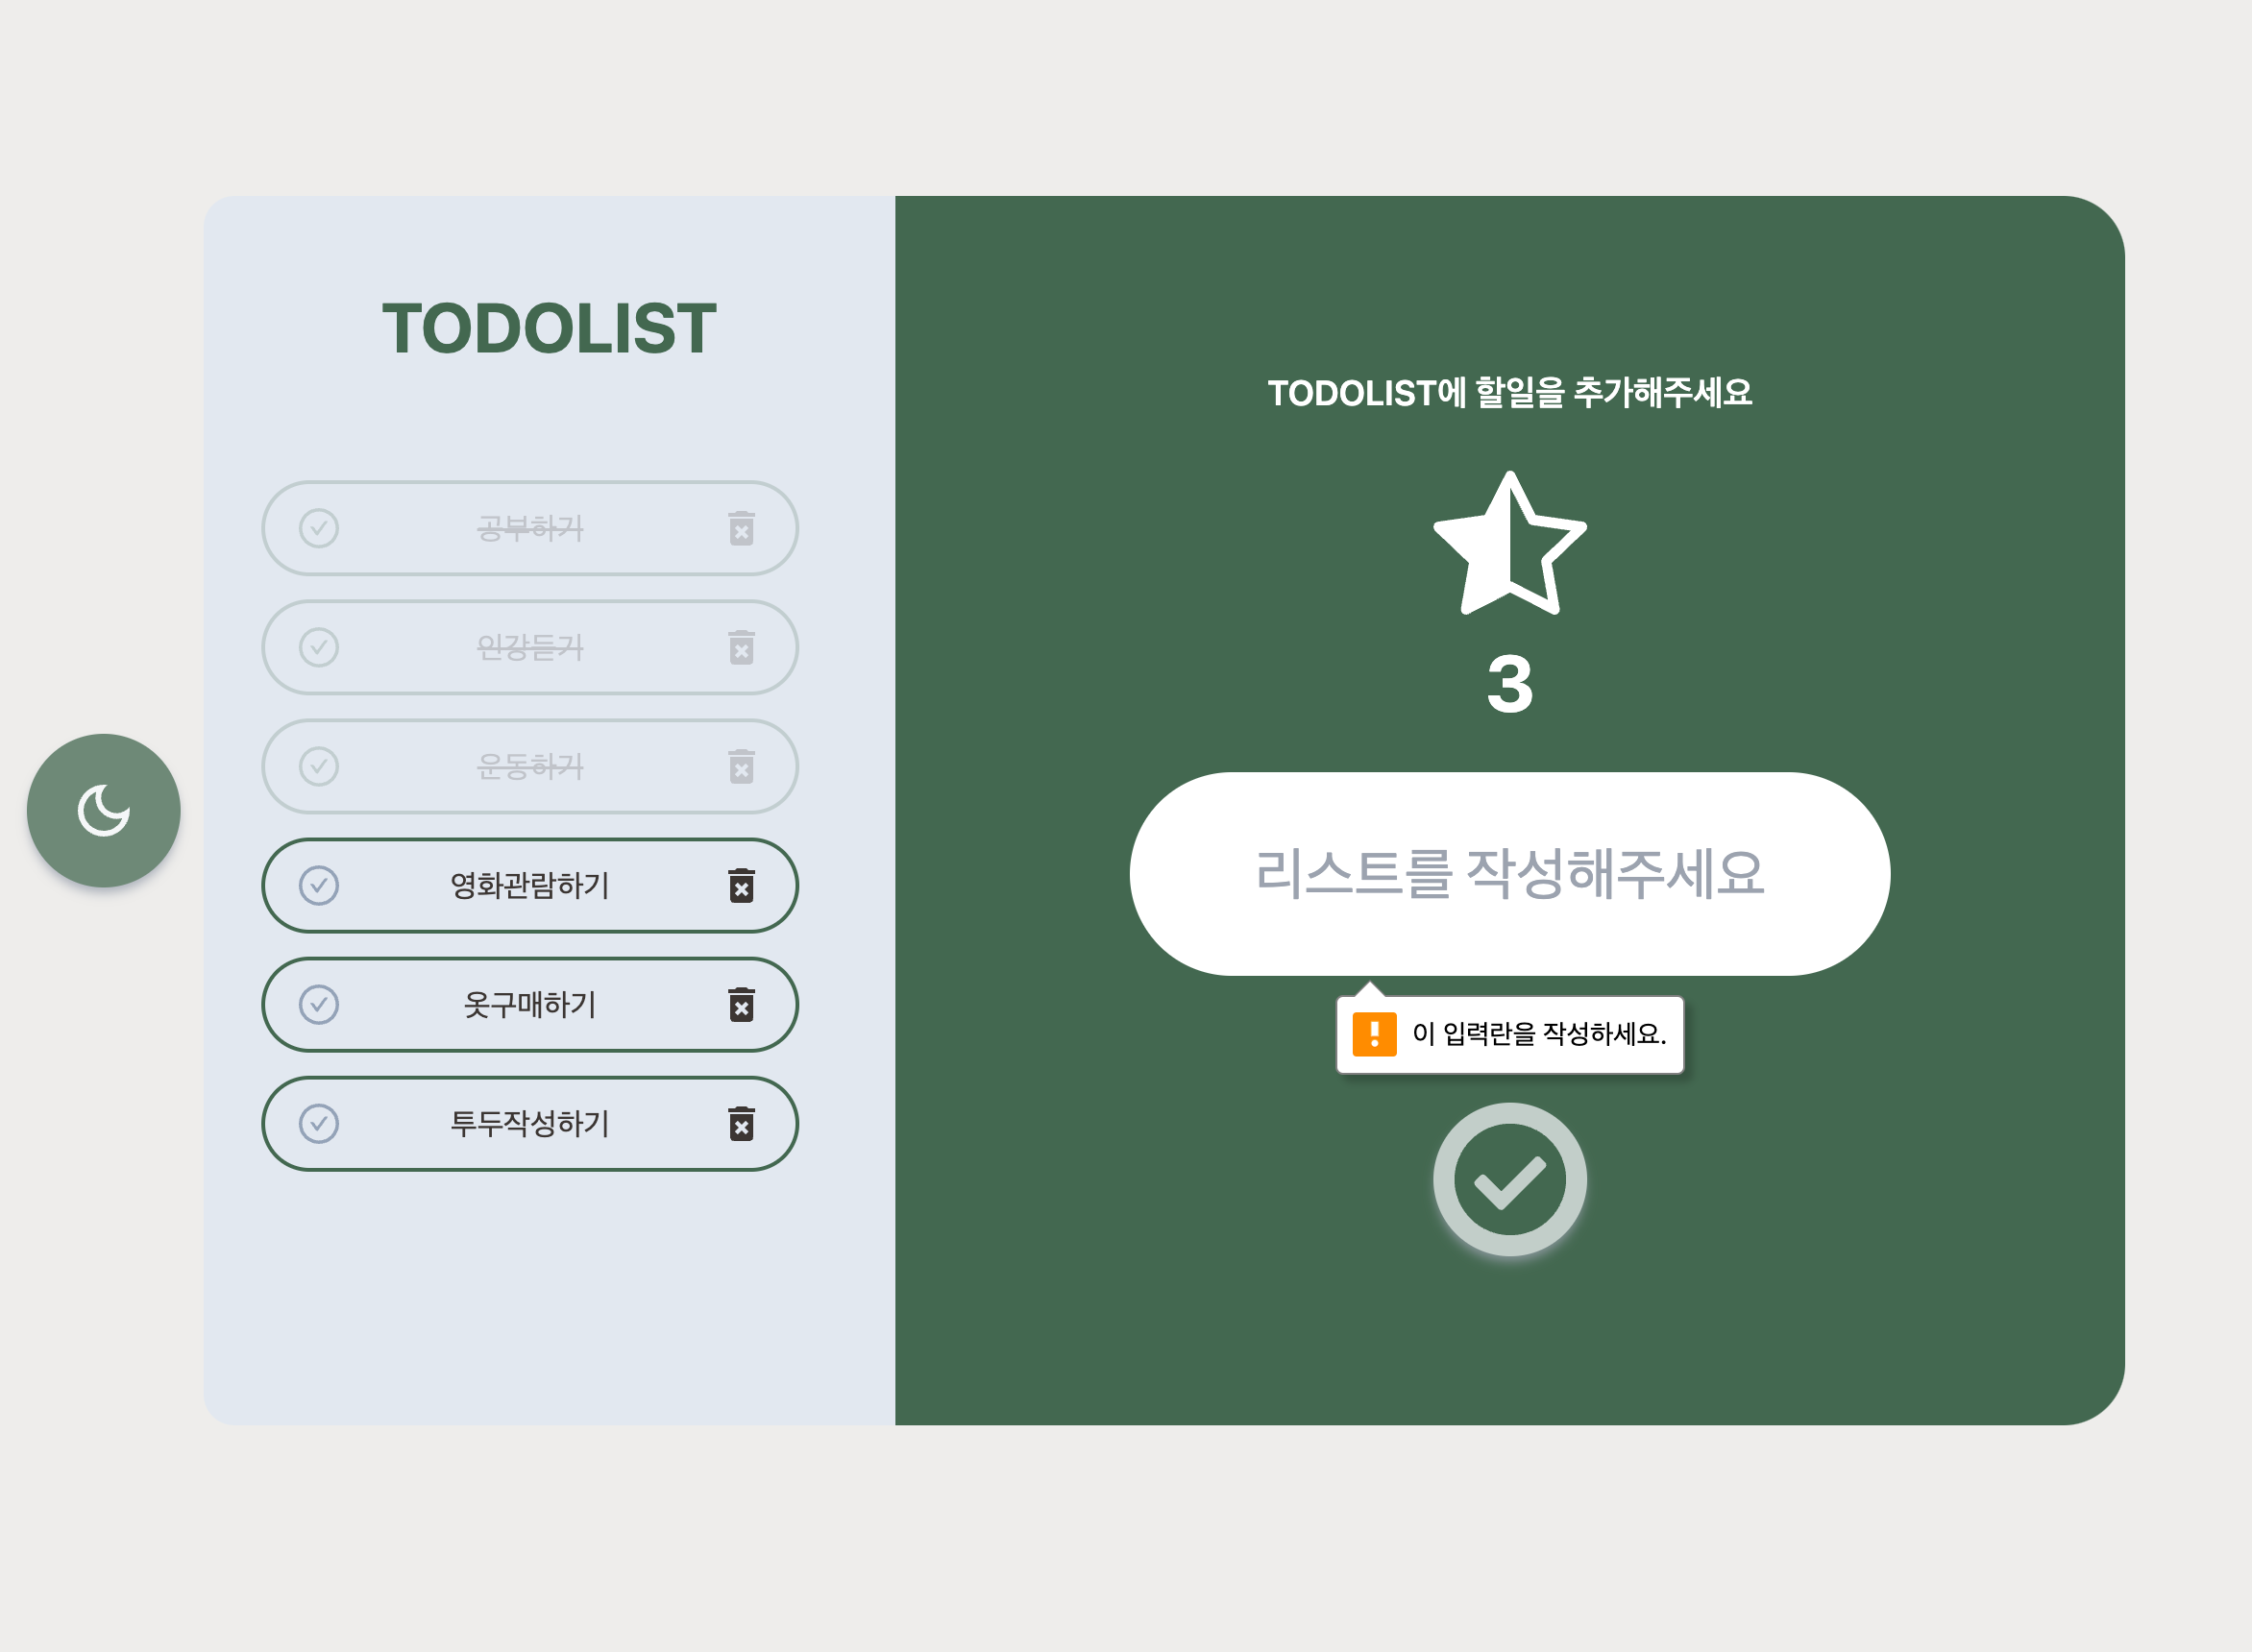 TODOLIST
공부하기
인강듣기
운동하기
영화관람하기
옷구매하기
투두작성하기
TODOLIST에 할일을 추가해주세요
3
리스트를 작성해주세요
이 입력란을 작성하세요.